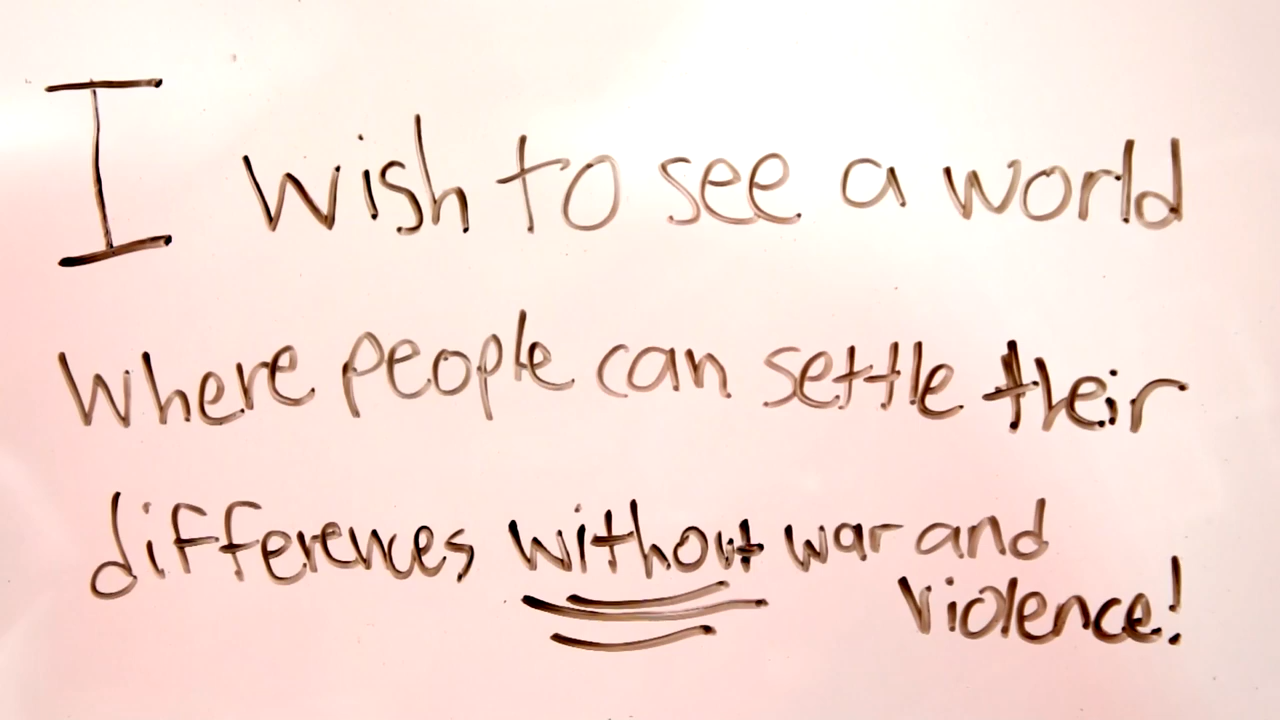 I wish to see a world
where people can settle their
differences without war and
violence!